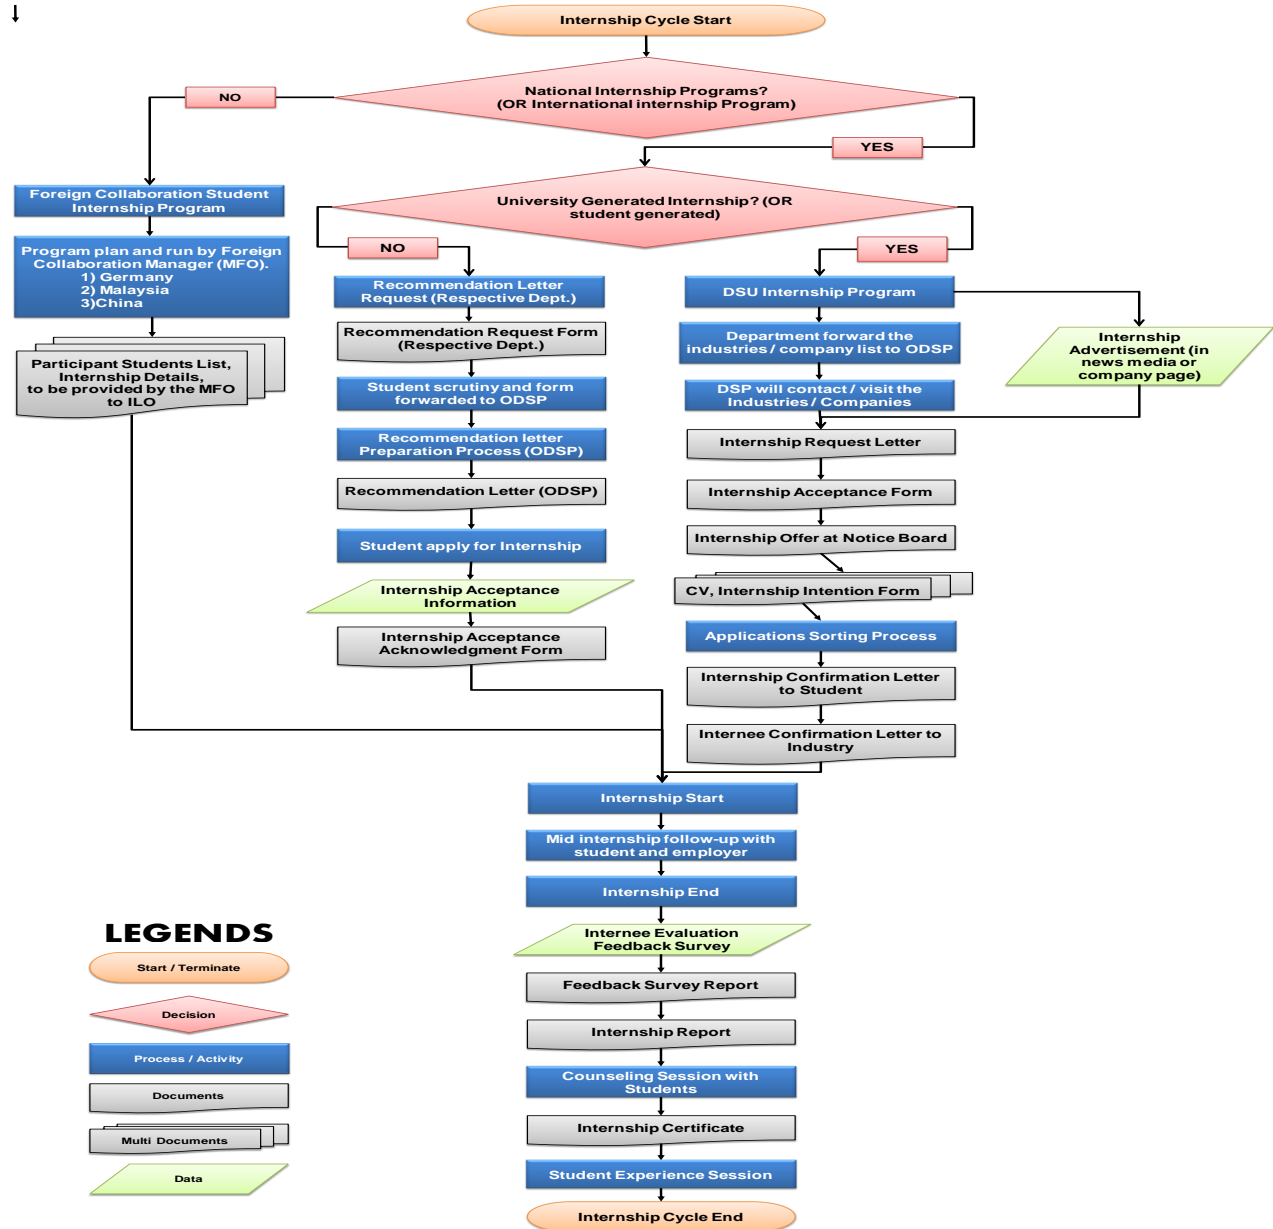 Internship Cycle Start
National Internship Programs?
(OR International internship Program)
NO
YES
Foreign Collaboration Student
Internship Program
University Generated Internship? (OR
student generated)
Program plan and run by Foreign
Collaboration Manager (MFO).
1) Germany
2) Malaysia
3)China
NO
YES
Participant Students List,
Internship Details,
to be provided by the MFO
to ILO
Recommendation Letter
Request (Respective Dept.)
Recommendation Request Form
(Respective Dept.)
Student scrutiny and form
forwarded to ODSP
Recommendation letter
Preparation Process (ODSP)
Recommendation Letter (ODSP)
Student apply for Internship
Internship Acceptance
Information
Internship Acceptance
Acknowledgment Form
DSU Internship Program
Department forward the
industries / company list to ODSP
Internship
Advertisement (in
news media or
company page)
DSP will contact / visit the
Industries / Companies
Internship Request Letter
Internship Acceptance Form
Internship Offer at Notice Board
CV, Internship Intention Form
Applications Sorting Process
Internship Confirmation Letter
to Student
Internee Confirmation Letter to
Industry
Internship Start
Mid internship follow-up with
student and employer
Internship End
Internee Evaluation
Feedback Survey
Feedback Survey Report
Internship Report
Counseling Session with
Students
Internship Certificate
Student Experience Session
Internship Cycle End
LEGENDS
Start / Terminate
Decision
Process / Activity
Documents
Multi Documents
Data